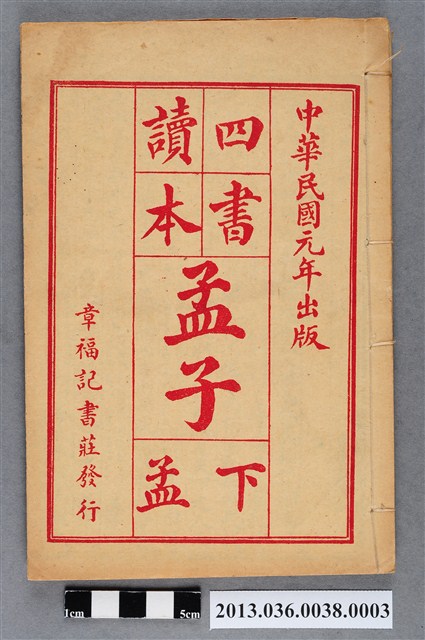 中華民國元年出版
四書
讀本
孟子
下孟
章福記書莊發行
1cm
5cm
2013.036.0038.0003